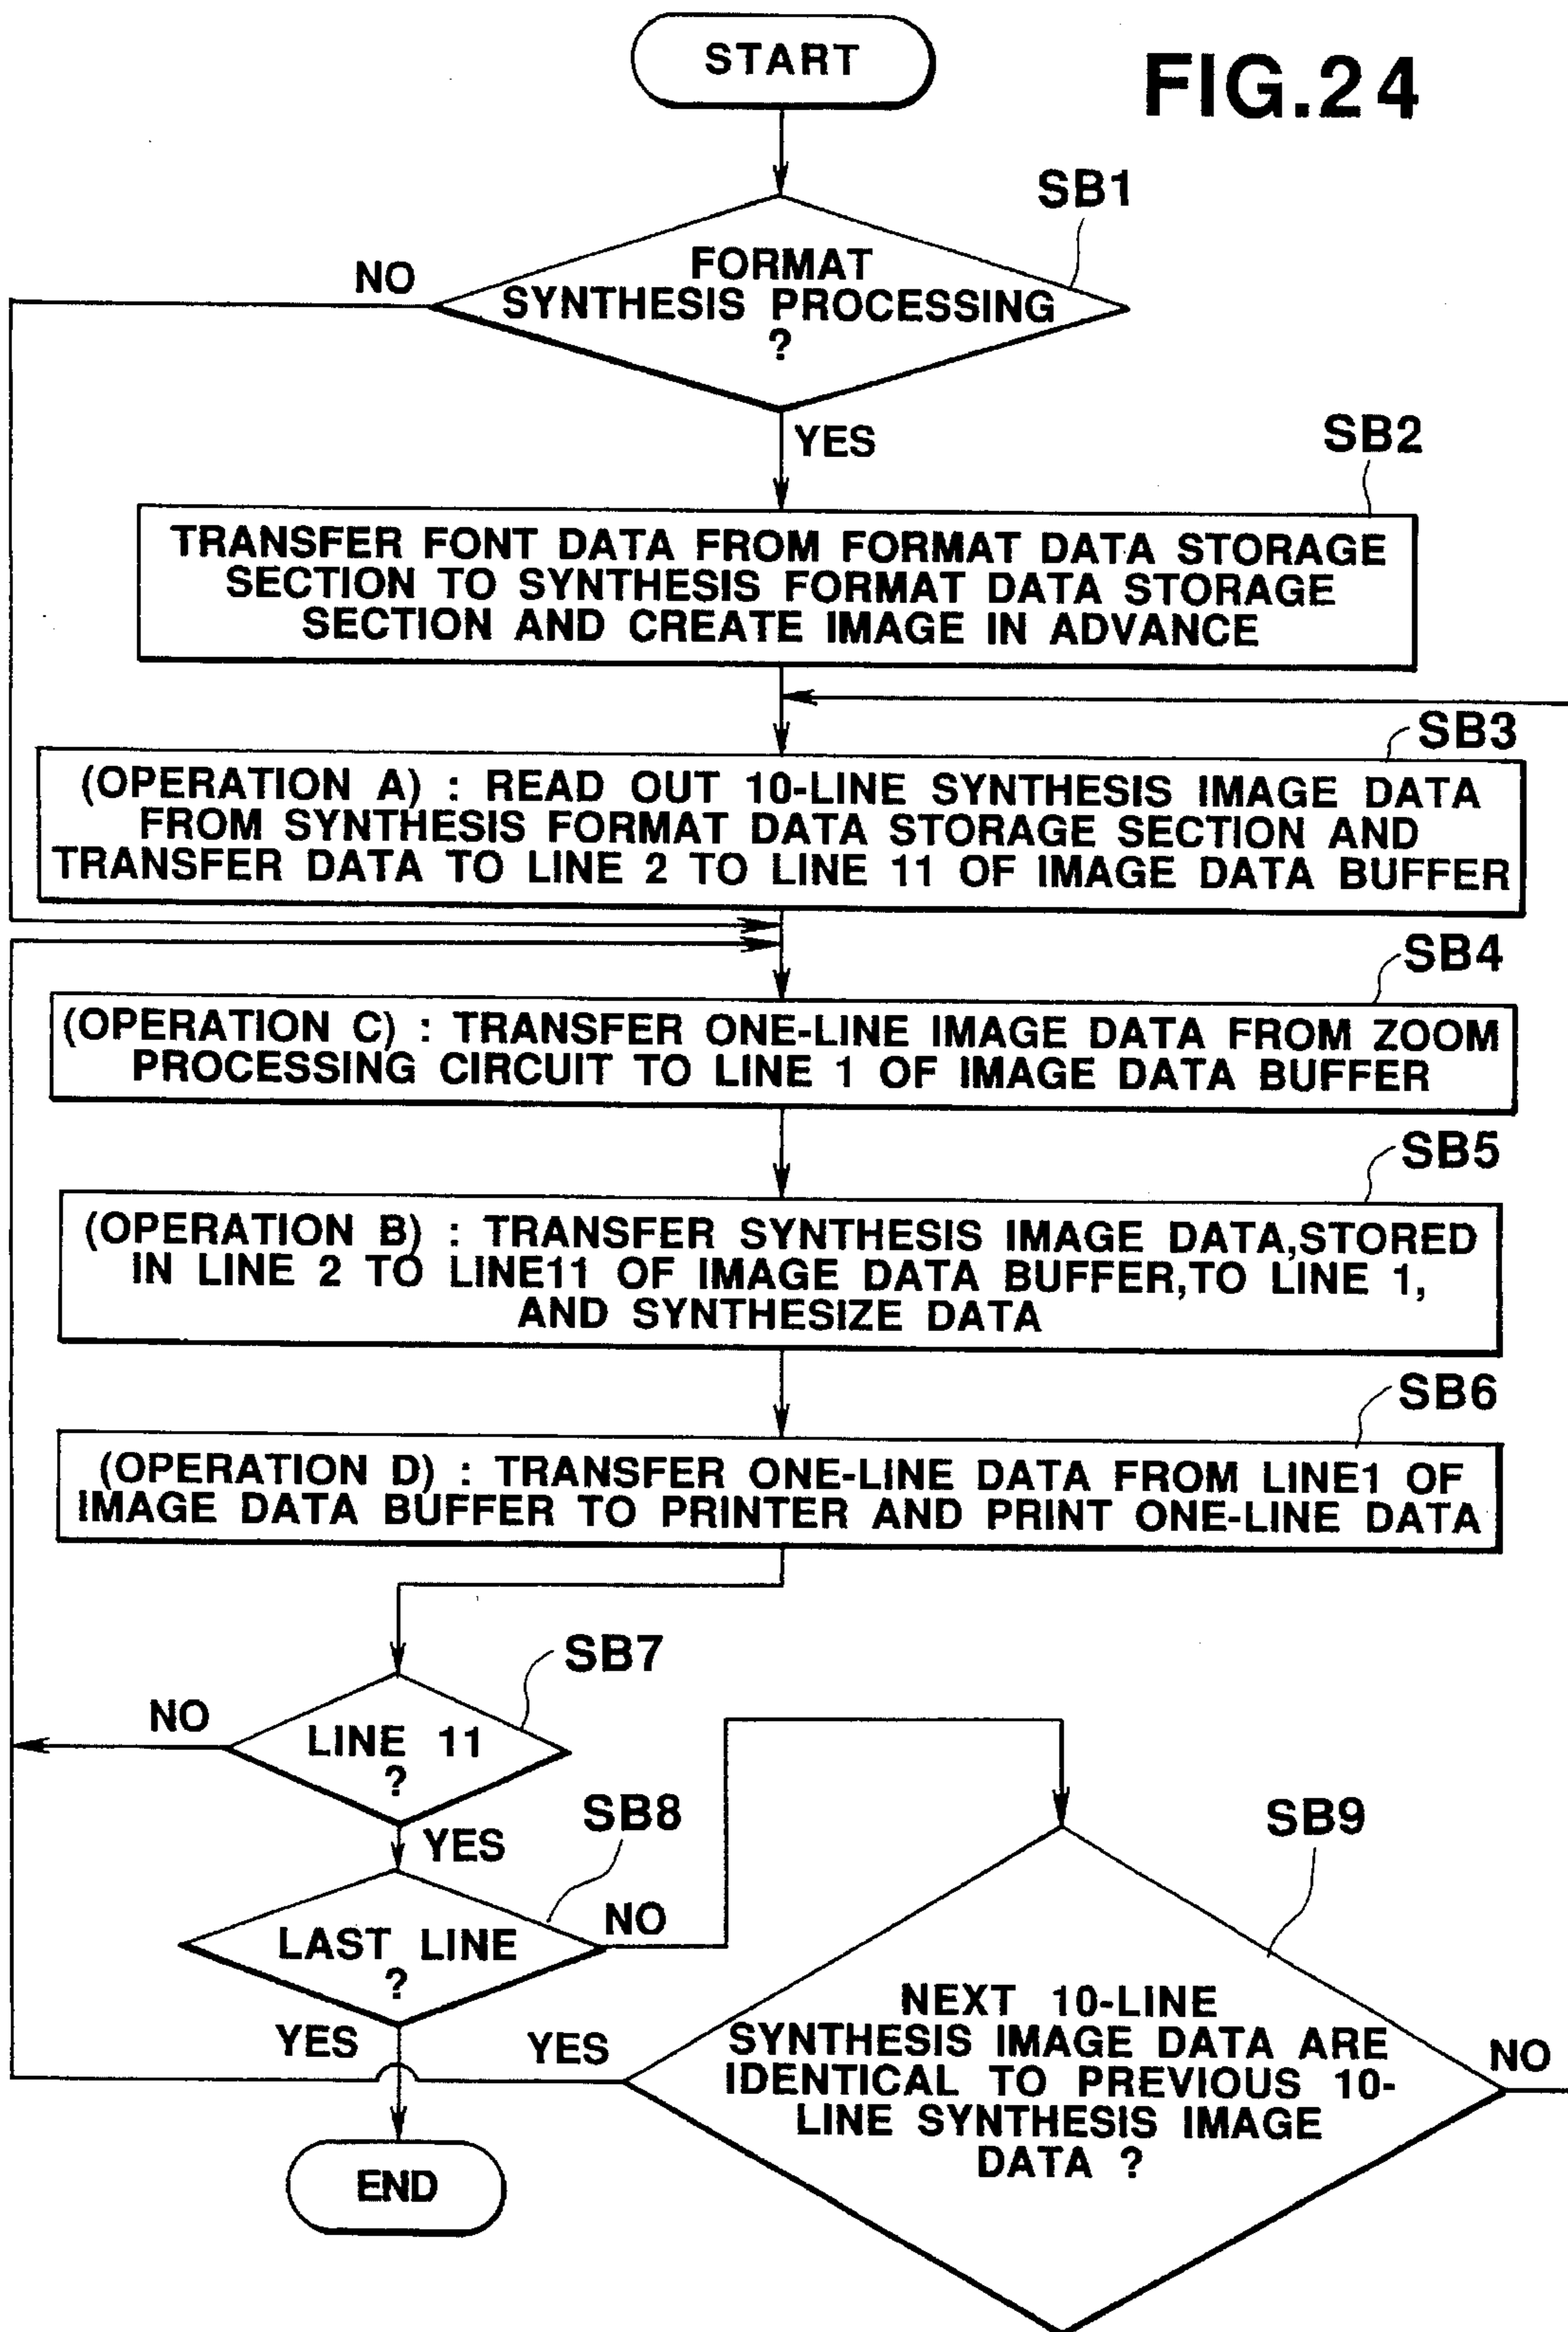 START
FIG.24
SB1
NO
FORMAT
SYNTHESIS PROCESSING
?
YES
SB2
TRANSFER FONT DATA FROM FORMAT DATA STORAGE
SECTION TO SYNTHESIS FORMAT DATA STORAGE
SECTION AND CREATE IMAGE IN ADVANCE
SB3
(OPERATION A) : READ OUT 10-LINE SYNTHESIS IMAGE DATA
FROM SYNTHESIS FORMAT DATA STORAGE SECTION AND
TRANSFER DATA TO LINE 2 TO LINE 11 OF IMAGE DATA BUFFER
SB4
(OPERATION C) : TRANSFER ONE-LINE IMAGE DATA FROM ZOOM
PROCESSING CIRCUIT TO LINE 1 OF IMAGE DATA BUFFER
SB5
(OPERATION B) : TRANSFER SYNTHESIS IMAGE DATA,STORED
IN LINE 2 TO LINE11 OF IMAGE DATA BUFFER,TO LINE 1,
AND SYNTHESIZE DATA
SB6
(OPERATION D) : TRANSFER ONE-LINE DATA FROM LINE1 OF
IMAGE DATA BUFFER TO PRINTER AND PRINT ONE-LINE DATA
SB7
NO
LINE 11
?
YES
SB8
NO
LAST LINE
?
YES
SB9
YES
NEXT 10-LINE
SYNTHESIS IMAGE DATA ARE
IDENTICAL TO PREVIOUS 10-
LINE SYNTHESIS IMAGE
DATA ?
NO
END